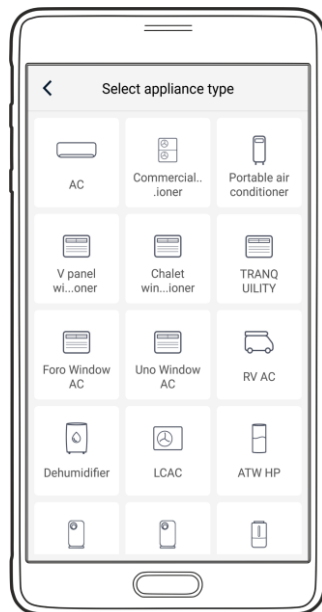 Select appliance type
AC
Commercial..
.ioner
Portable air
conditioner
V panel
wi...oner
Chalet
win...ioner
TRANQ
UILITY
Foro Window
AC
Uno Window
AC
RV AC
Dehumidifier
LCAC
ATW HP